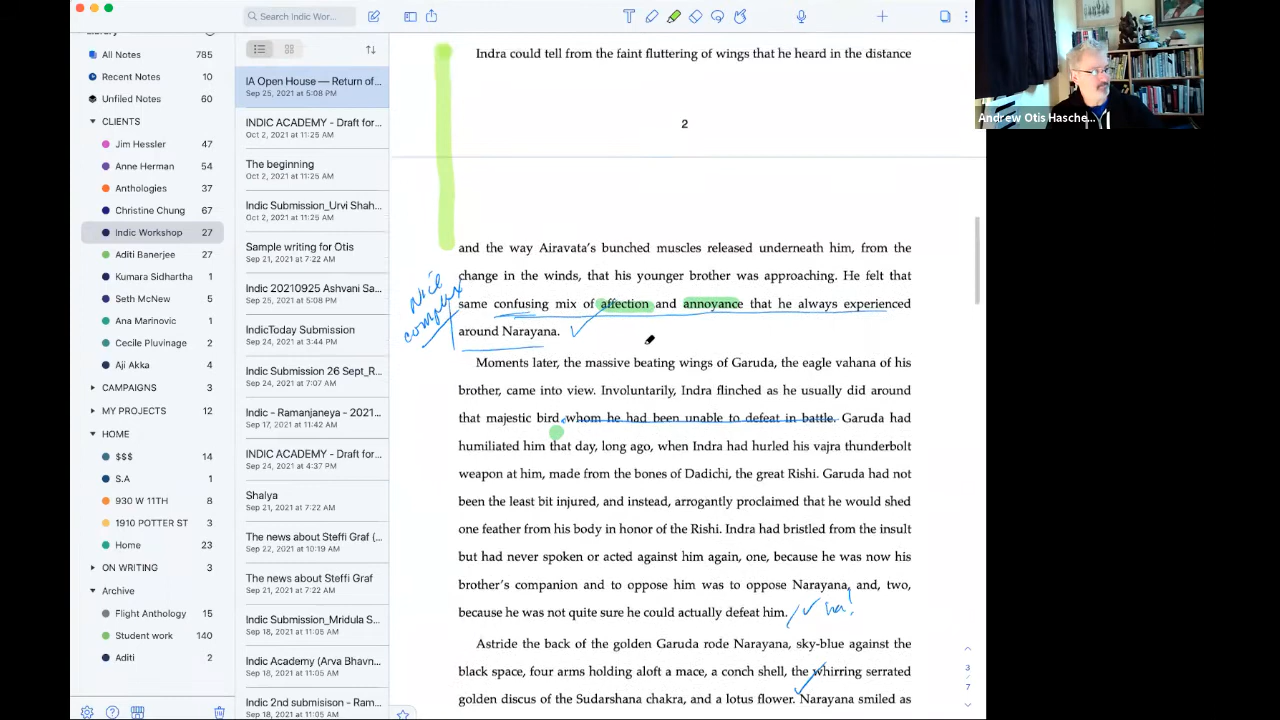 Search Indic Wor...
All Notes 785
Recent Notes 10
Unfiled Notes 60
CLIENTS
Jim Hessler 47
Anne Herman 54
Anthologies 37
Christine Chung 67
Indic Workshop 27
Aditi Banerjee 27
Kumara Sidhartha 1
Seth McNew 5
Ana Marinovic 1
Cecile Pluvinage 2
Aji Akka 4
CAMPAIGNS 3
MY PROJECTS 12
HOME
$$$ 14
S.A 1
930 W 11TH 8
1910 POTTER ST 3
Home 23
ON WRITING 3
Archive
Flight Anthology 15
Student work 140
Aditi 2
IA Open House — Return of...
Sep 25, 2021 at 5:08 PM
INDIC ACADEMY - Draft for...
Oct 2, 2021 at 11:25 AM
The beginning
Oct 2, 2021 at 11:25 AM
Indic Submission_Urvi Shah...
Oct 2, 2021 at 11:25 AM
Sample writing for Otis
Sep 21, 2021 at 7:22 AM
Indic 20210925 Ashvani Sa...
Sep 25, 2021 at 5:08 PM
IndicToday Submission
Sep 24, 2021 at 3:44 PM
Indic Submission 26 Sept_R...
Sep 24, 2021 at 7:07 AM
Indic - Ramanjaneya - 2021...
Sep 17, 2021 at 11:42 AM
INDIC ACADEMY - Draft for...
Sep 24, 2021 at 4:37 PM
Shalya
Sep 21, 2021 at 7:22 AM
The news about Steffi Graf (...
Sep 22, 2021 at 10:19 AM
The news about Steffi Graf
Sep 21, 2021 at 7:22 AM
Indic Submission_Mridula S...
Sep 18, 2021 at 11:05 AM
Indic Academy (Arva Bhavn...
Sep 18, 2021 at 11:05 AM
Indic 2nd submisison - Ram...
Sep 18, 2021 at 11:05 AM
Indra could tell from the faint fluttering of wings that he heard in the distance
2
and the way Airavata's bunched muscles released underneath him, from the
change in the winds, that his younger brother was approaching. He felt that
same confusing mix of affection and annoyance that he always experienced
around Narayana.
Nice
complex
Moments later, the massive beating wings of Garuda, the eagle vahana of his
brother, came into view. Involuntarily, Indra flinched as he usually did around
that majestic bird, whom he had been unable to defeat in battle. Garuda had
humiliated him that day, long ago, when Indra had hurled his vajra thunderbolt
weapon at him, made from the bones of Dadichi, the great Rishi. Garuda had not
been the least bit injured, and instead, arrogantly proclaimed that he would shed
one feather from his body in honor of the Rishi. Indra had bristled from the insult
but had never spoken or acted against him again, one, because he was now his
brother's companion and to oppose him was to oppose Narayana, and, two,
because he was not quite sure he could actually defeat him.
ha!
Astride the back of the golden Garuda rode Narayana, sky-blue against the
black space, four arms holding aloft a mace, a conch shell, the whirring serrated
golden discus of the Sudarshana chakra, and a lotus flower. Narayana smiled as
3
7
Andrew Otis Hasche...